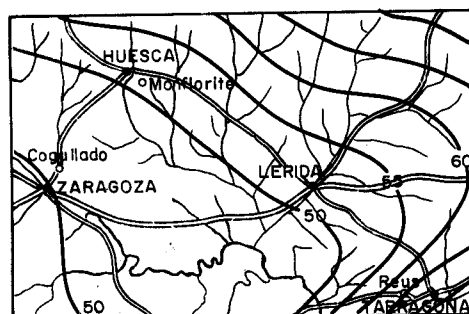 HUESCA
Monflorite
Cogullado
LERIDA
60
ZARAGOZA
55
50
50
Reus
TARRAGONA